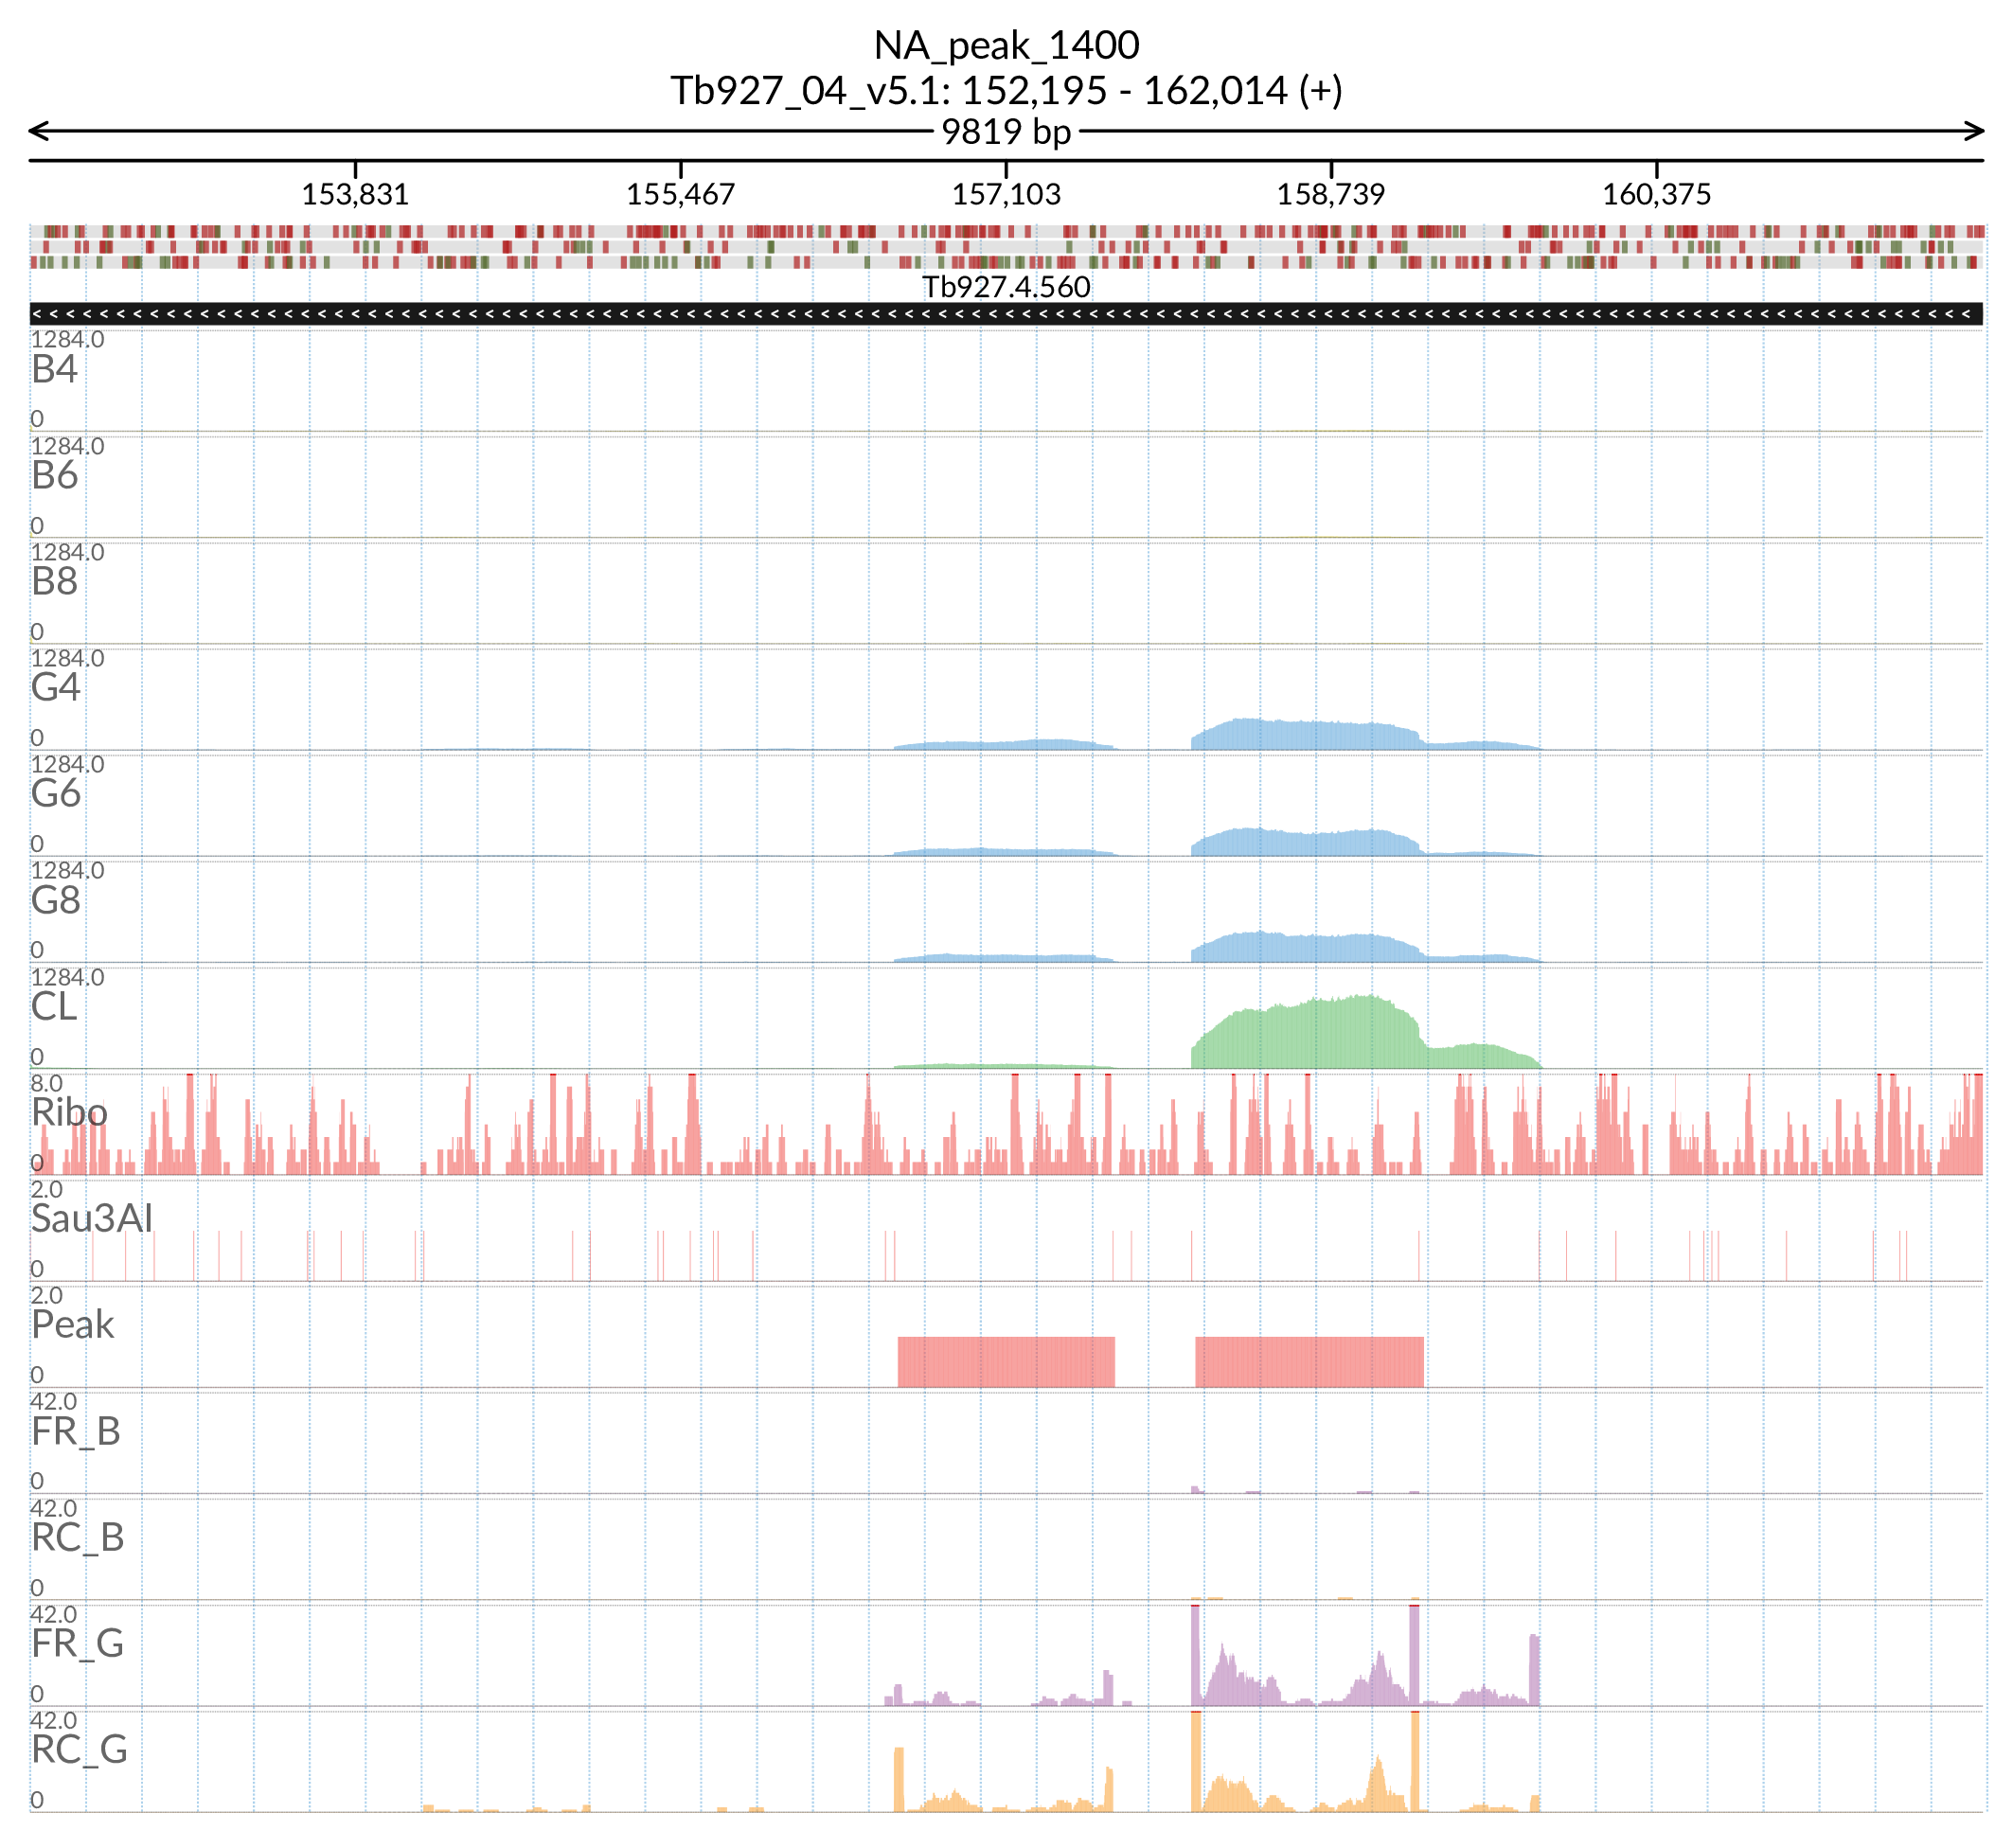 NA_peak_1400
Tb927_04_v5.1: 152,195 - 162,014 (+)
9819 bp
153,831 155,467 157,103 158,739 160,375
Tb927.4.560
1284.0
B4
0
1284.0
B6
0
1284.0
B8
0
1284.0
G4
0
1284.0
G6
0
1284.0
G8
0
1284.0
CL
0
8.0
Ribo
0
2.0
Sau3AI
0
2.0
Peak
0
42.0
FR_B
0
42.0
RC_B
0
42.0
FR_G
0
42.0
RC_G
0